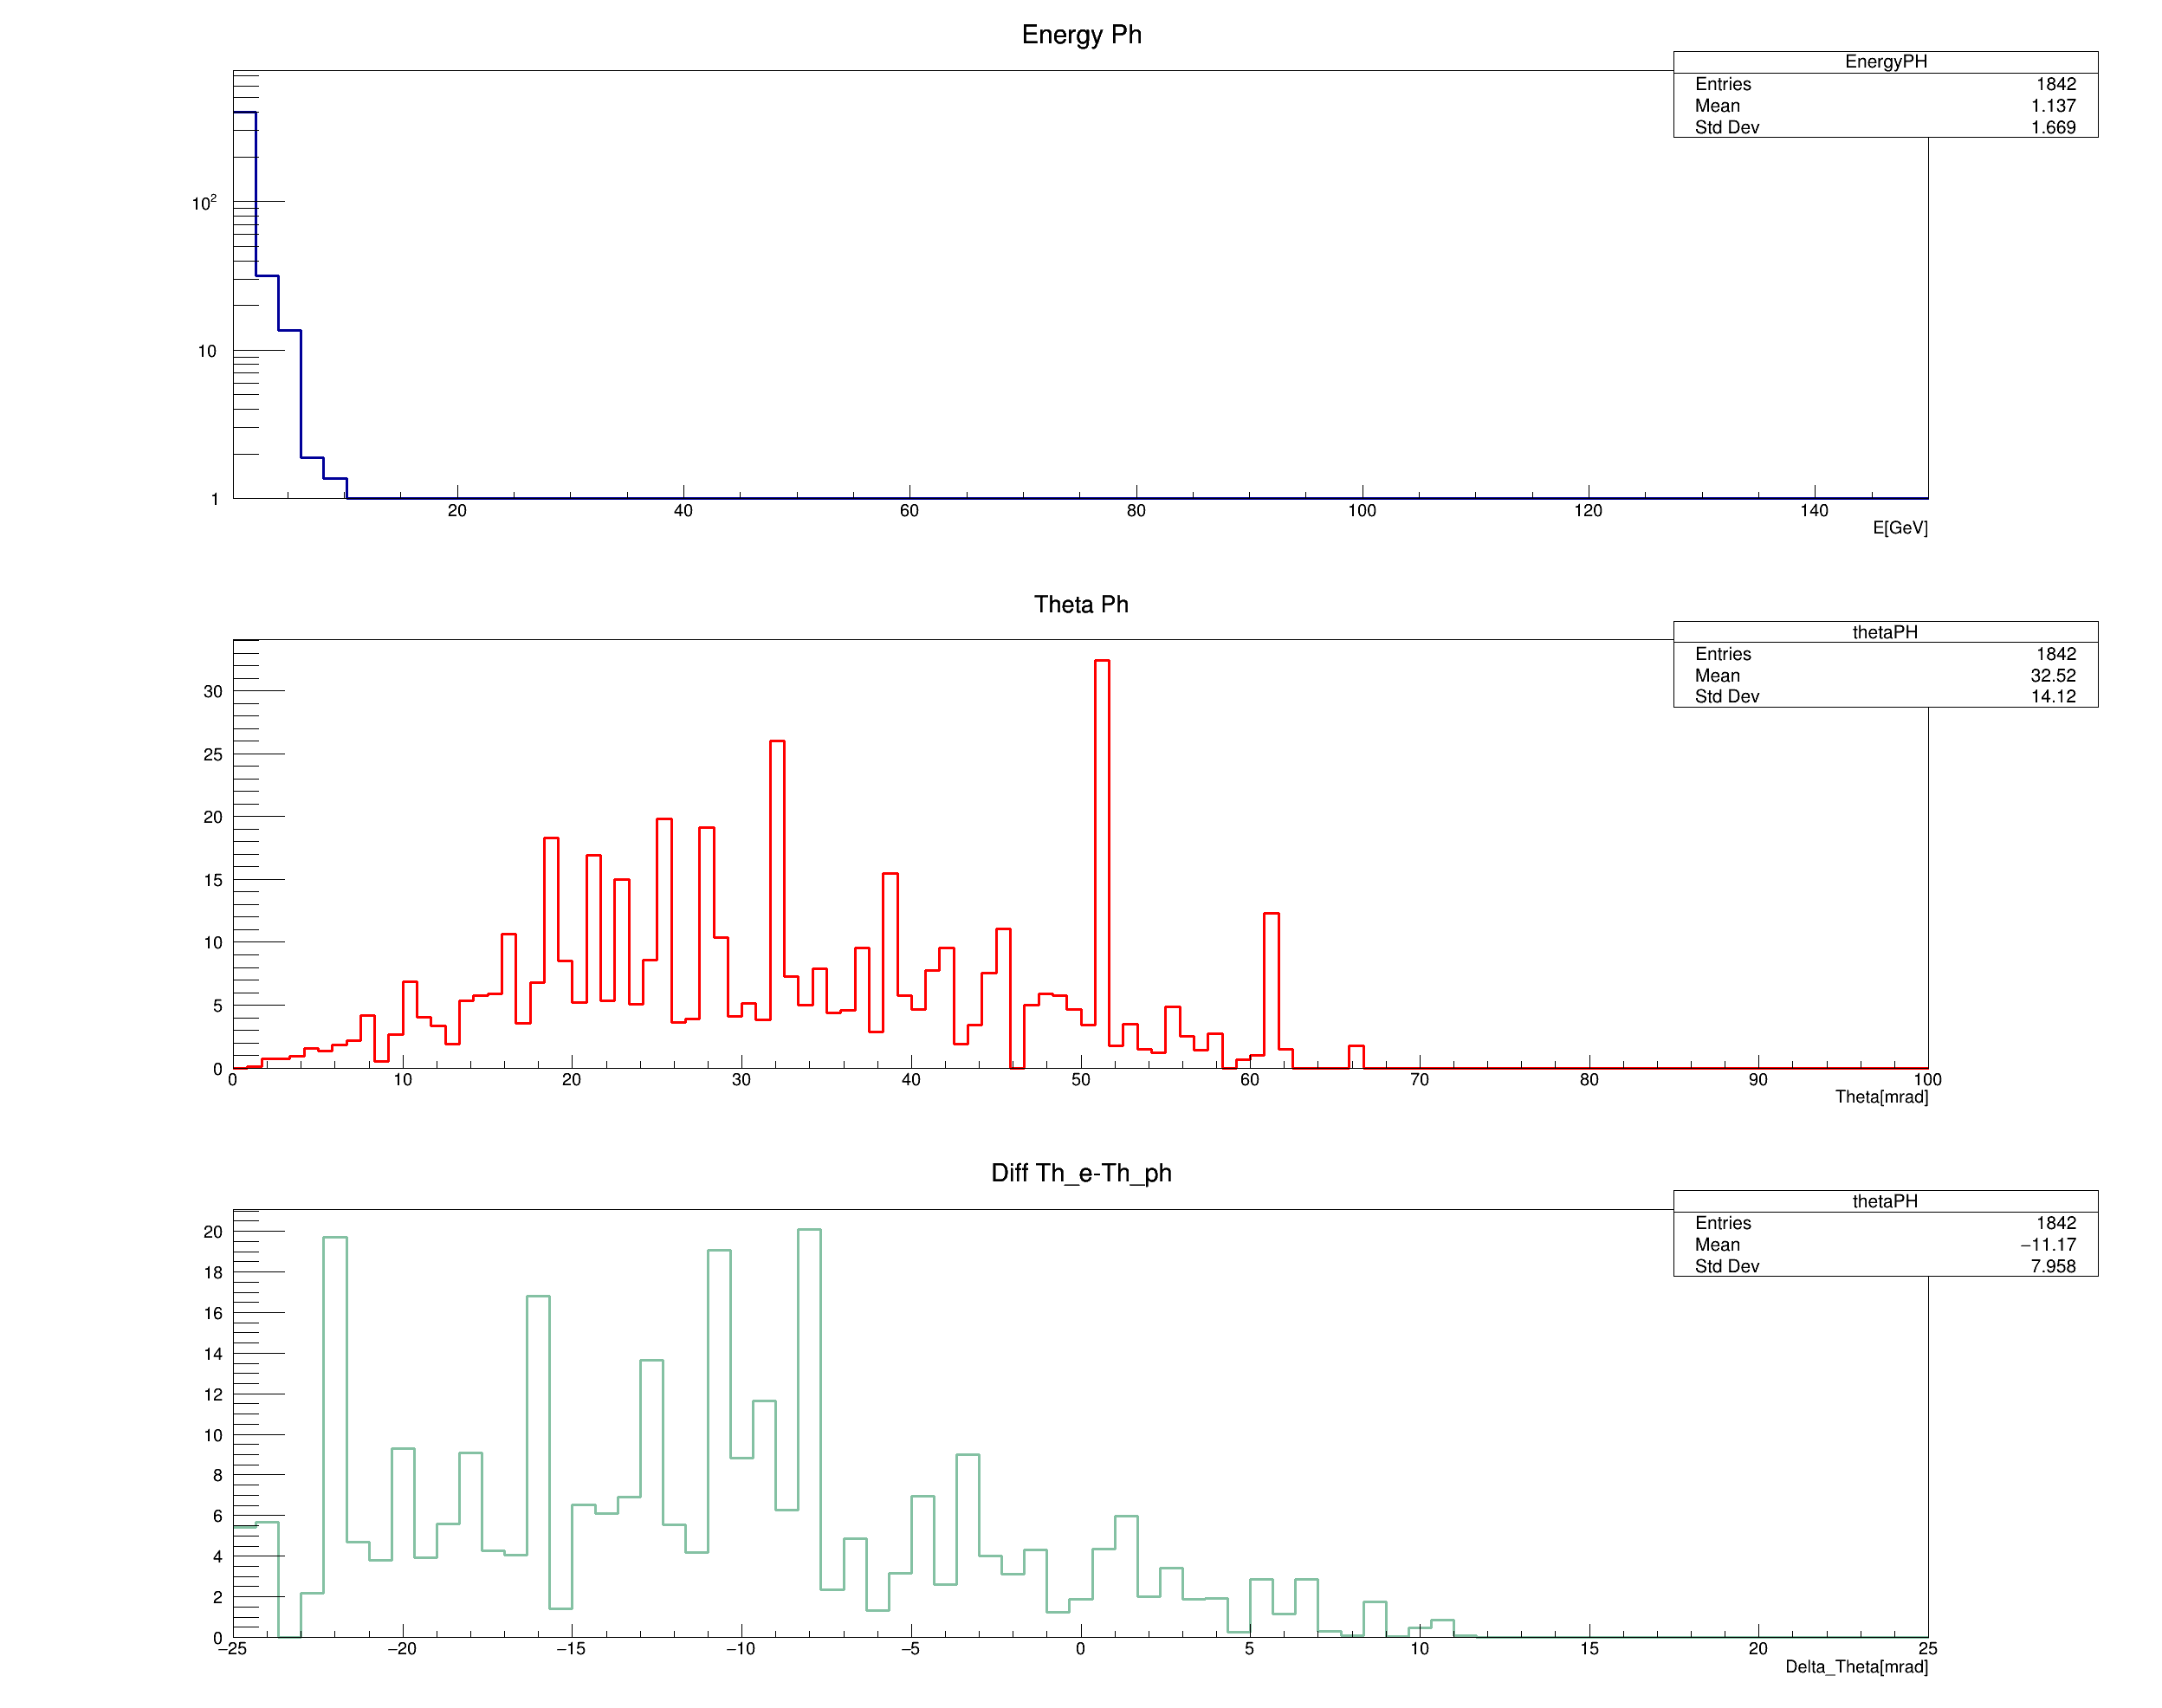 Energy Ph
EnergyPH
Entries 1842
Mean 1.137
Std Dev 1.669
10²
10
1
20 40 60 80 100 120 140
E[GeV]
Theta Ph
thetaPH
Entries 1842
Mean 32.52
Std Dev 14.12
30
25
20
15
10
5
0
0 10 20 30 40 50 60 70 80 90 100
Theta[mrad]
Diff Th_e-Th_ph
thetaPH
Entries 1842
Mean −11.17
Std Dev 7.958
20
18
16
14
12
10
8
6
4
2
0
−25 −20 −15 −10 −5 0 5 10 15 20 25
Delta_Theta[mrad]